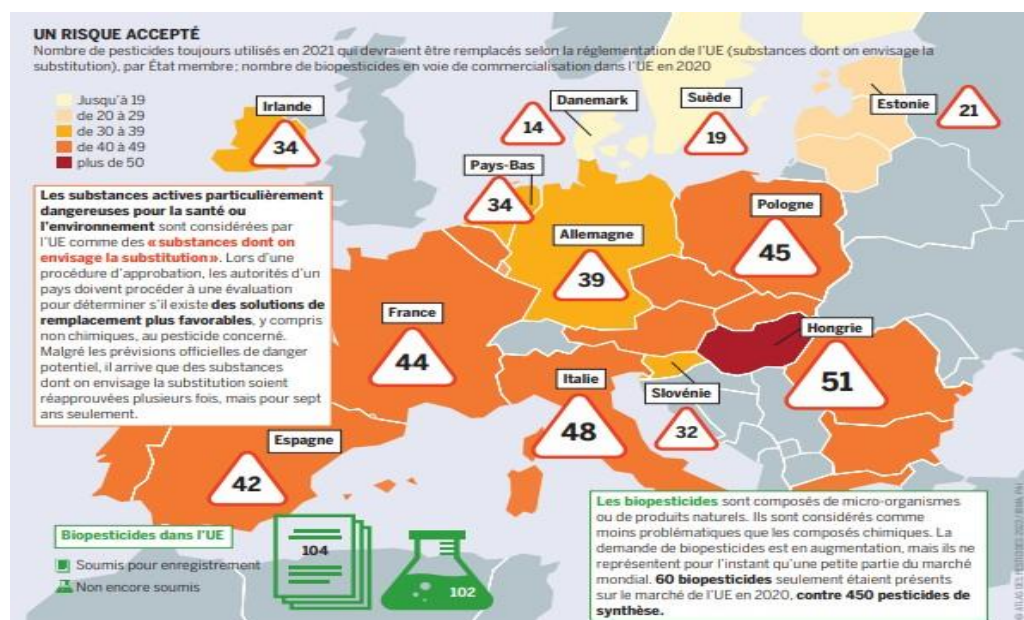 UN RISQUE ACCEPTÉ
Nombre de pesticides toujours utilisés en 2021 qui devraient être remplacés selon la réglementation de l'UE (substances dont on envisage la
substitution), par État membre; nombre de biopesticides en voie de commercialisation dans l'UE en 2020
Jusqu'à 19
de 20 à 29
de 30 à 39
de 40 à 49
plus de 50
Irlande
34
Danemark
14
Suède
19
Estonie
21
Pays-Bas
34
Allemagne
39
Pologne
45
Les substances actives particulièrement
dangereuses pour la santé ou
l'environnement sont considérées par
l'UE comme des « substances dont on
envisage la substitution ». Lors d'une
procédure d'approbation, les autorités d'un
pays doivent procéder à une évaluation
pour déterminer s'il existe des solutions de
remplacement plus favorables, y compris
non chimiques, au pesticide concerné.
Malgré les prévisions officielles de danger
potentiel, il arrive que des substances
dont on envisage la substitution soient
réapprouvées plusieurs fois, mais pour sept
ans seulement.
France
44
Hongrie
51
Italie
48
Slovénie
32
Espagne
42
Biopesticides dans l'UE
Soumis pour enregistrement
Non encore soumis
104
102
Les biopesticides sont composés de micro-organismes
ou de produits naturels. Ils sont considérés comme
moins problématiques que les composés chimiques. La
demande de biopesticides est en augmentation, mais ils ne
représentent pour l'instant qu'une petite partie du marché
mondial. 60 biopesticides seulement étaient présents
sur le marché de l'UE en 2020, contre 450 pesticides de
synthèse.
ATLAS DES PESTICIDES